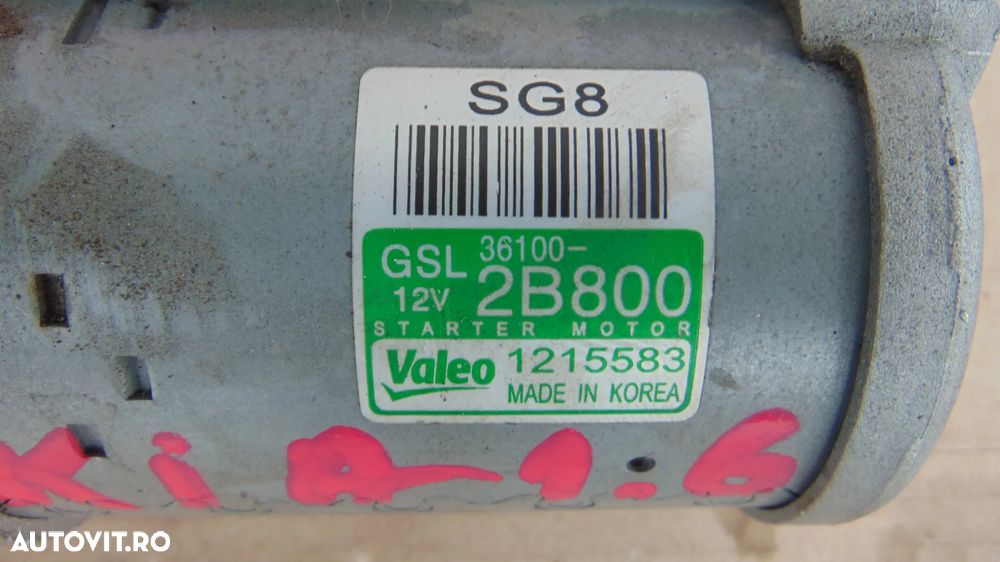 SG8
GSL 36100-
12V 2B800
STARTER MOTOR
Valeo 1215583
MADE IN KOREA
KiA 1.6
AUTOVIT.RO